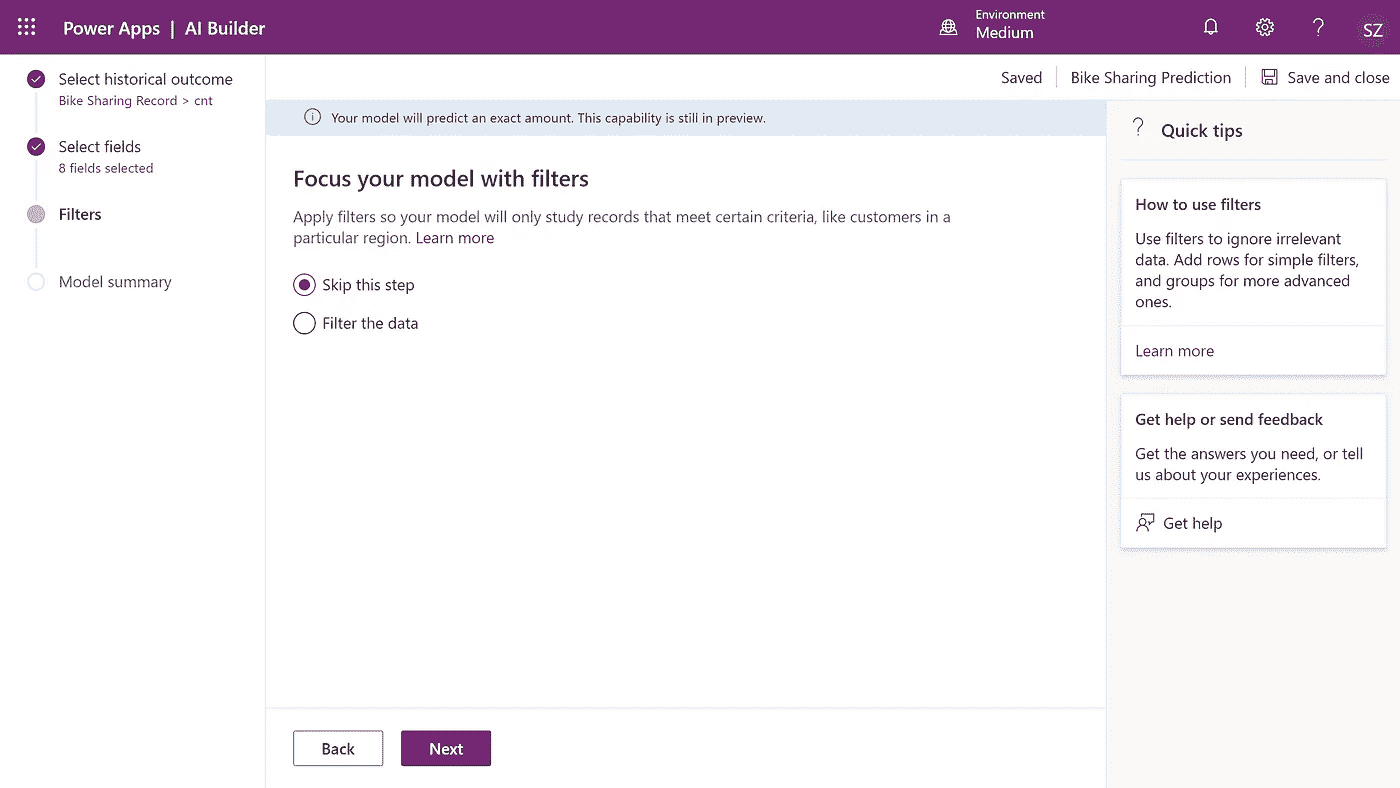 Power Apps | AI Builder
Environment
Medium
?
SZ
Select historical outcome
Bike Sharing Record > cnt
Select fields
8 fields selected
Filters
Model summary
Saved
Bike Sharing Prediction
Save and close
Your model will predict an exact amount. This capability is still in preview.
Focus your model with filters
Apply filters so your model will only study records that meet certain criteria, like customers in a
particular region. Learn more
Skip this step
Filter the data
Back
Next
? Quick tips
How to use filters
Use filters to ignore irrelevant
data. Add rows for simple filters,
and groups for more advanced
ones.
Learn more
Get help or send feedback
Get the answers you need, or tell
us about your experiences.
Get help